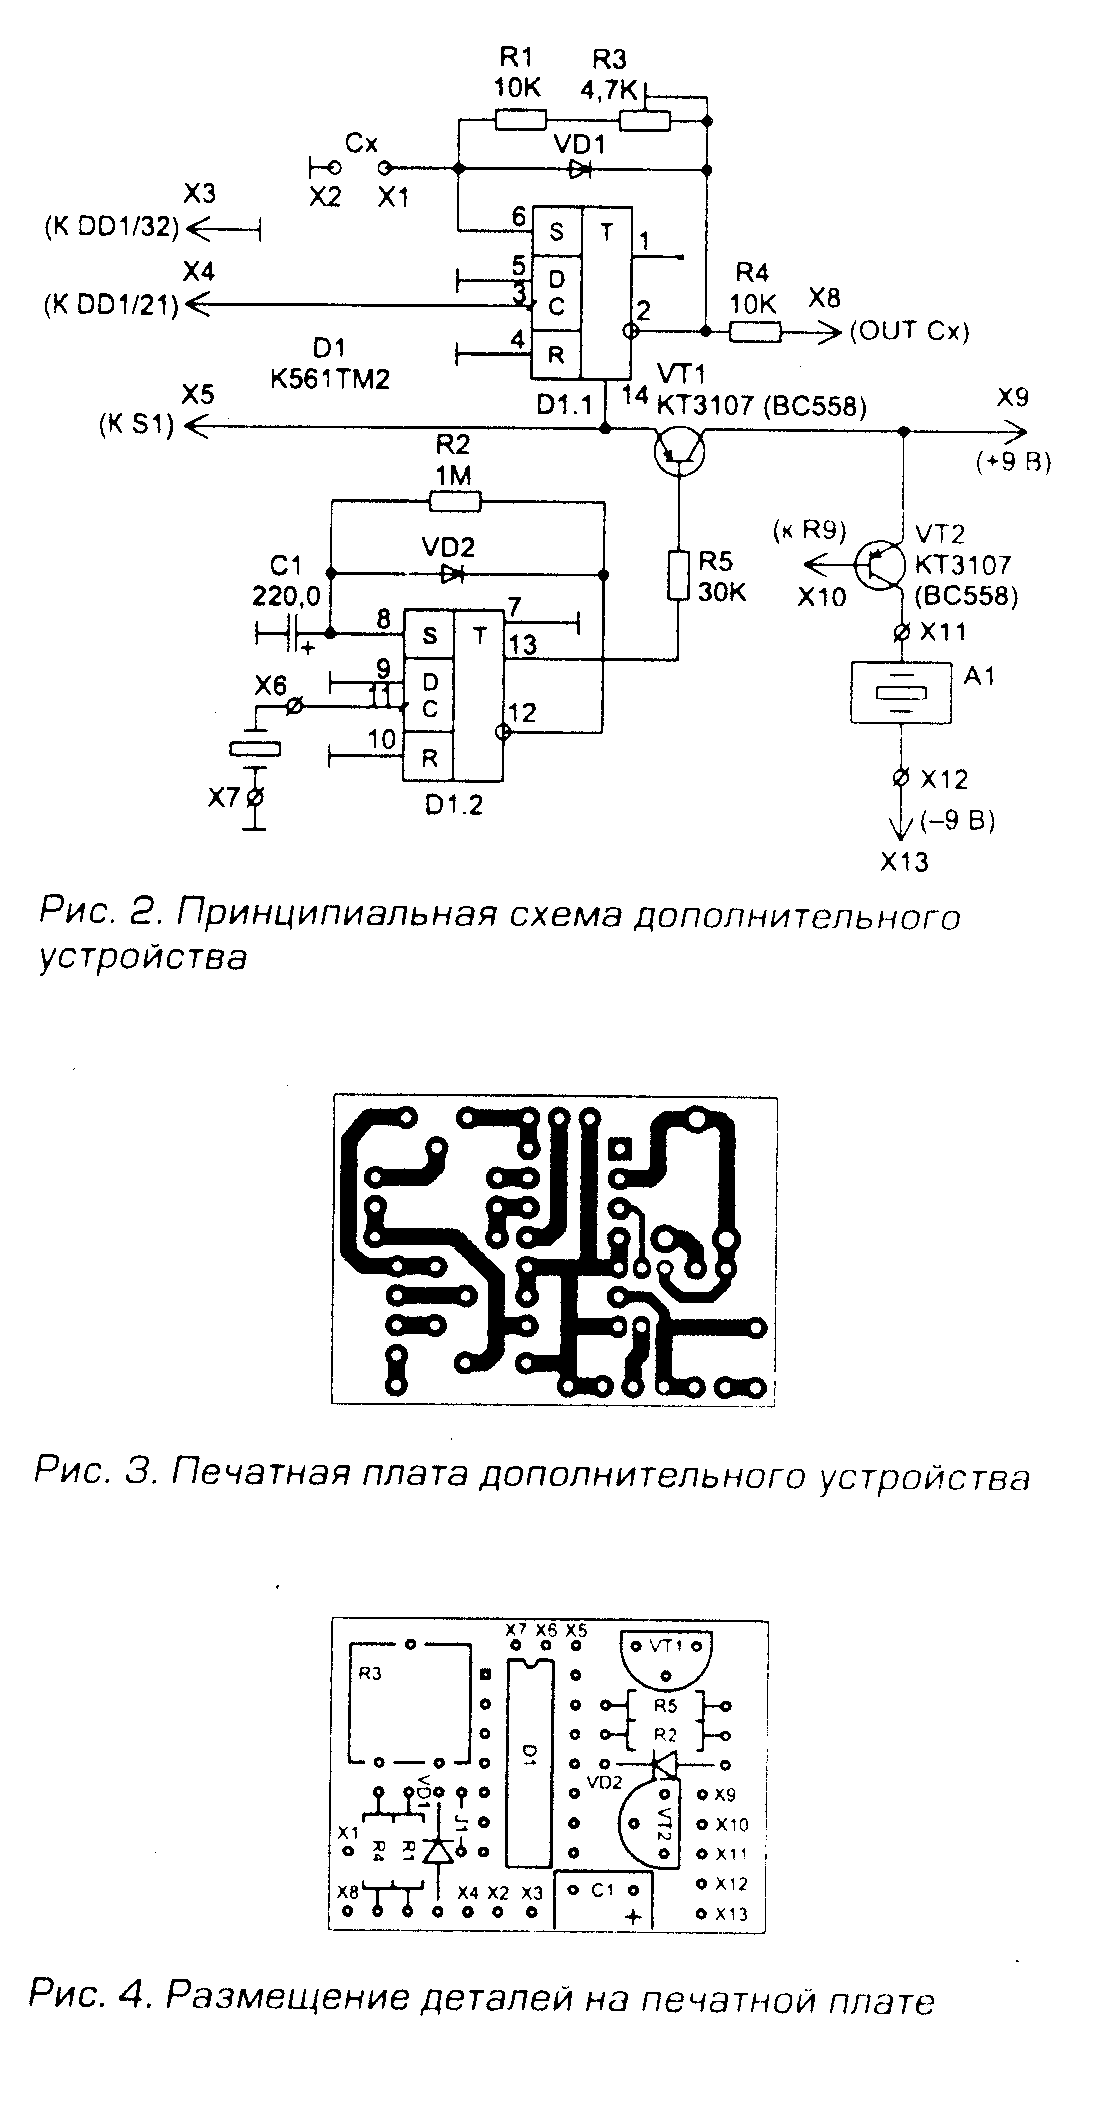 R1
R3
10K
4,7K
Cx
VD1
X3
X2
X1
(K DD1/32)
6
S
T
1
X4
5
D
3
C
2
R4
X8
(K DD1/21)
10K
(OUT Cx)
4
R
D1
K561TM2
VT1
X5
D1.1
14
KT3107 (BC558)
X9
(K S1)
R2
(+9 В)
1M
C1
VD2
(к R9)
VT2
220,0
R5
KT3107
30K
X10
(BC558)
8
S
T
7
+
13
X11
X6
9
D
11
C
A1
12
10
R
X7
D1.2
X12
(–9 В)
X13
Рис. 2. Принципиальная схема дополнительного
устройства
Рис. 3. Печатная плата дополнительного устройства
X7 X6 X5
VT1
R3
R5
R2
D1
VD2
VD1
X9
J1
VT2
X10
X1
R4
R1
X11
X12
X8
X4 X2 X3
C1
+
X13
Рис. 4. Размещение деталей на печатной плате